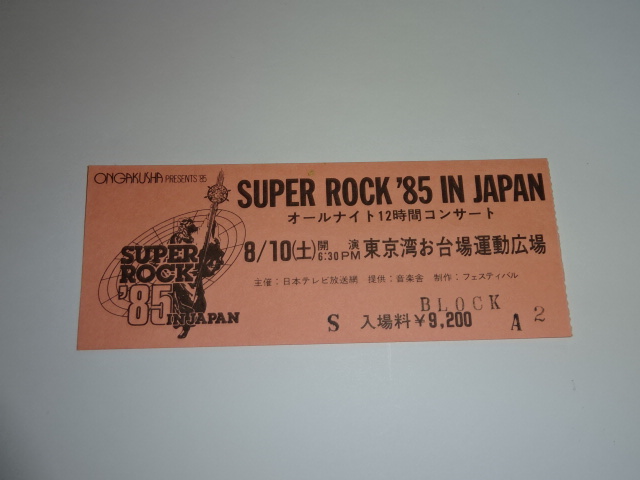 ONGAKUSHA PRESENTS '85
SUPER ROCK '85 IN JAPAN
オールナイト12時間コンサート
8/10(土) 開演 6:30PM 東京湾お台場運動広場
主催:日本テレビ放送網 提供:音楽舎 制作:フェスティバル
BLOCK
S 入場料¥9,200 A 2
SUPER
ROCK
'85
IN JAPAN